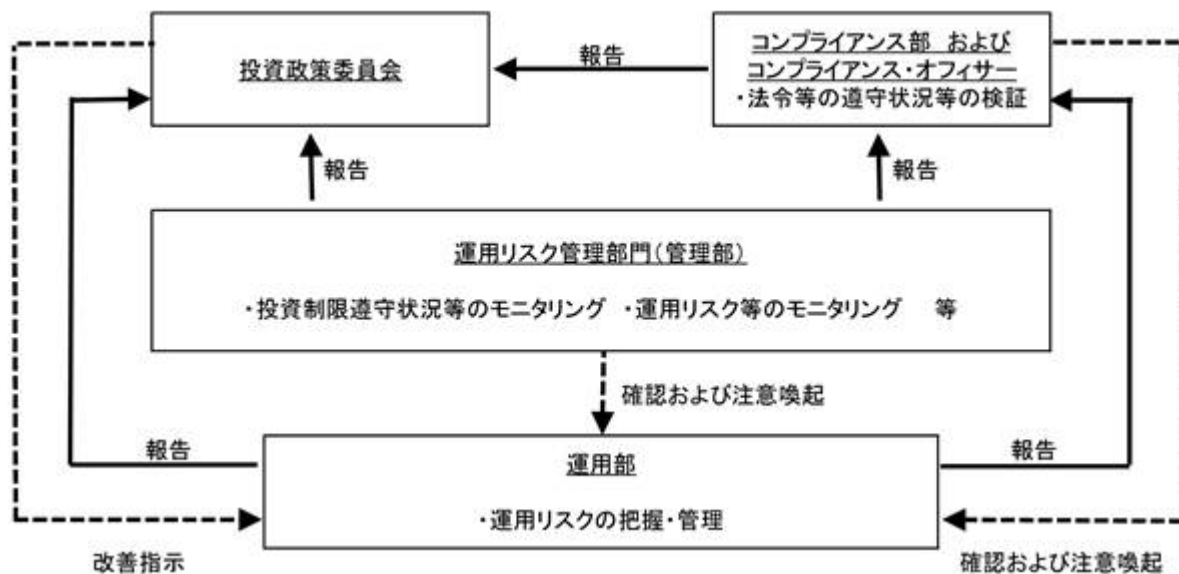 投資政策委員会
報告
コンプライアンス部 および
コンプライアンス・オフィサー
・法令等の遵守状況等の検証
報告
報告
運用リスク管理部門(管理部)
・投資制限遵守状況等のモニタリング ・運用リスク等のモニタリング 等
確認および注意喚起
報告
運用部
・運用リスクの把握・管理
報告
改善指示
確認および注意喚起